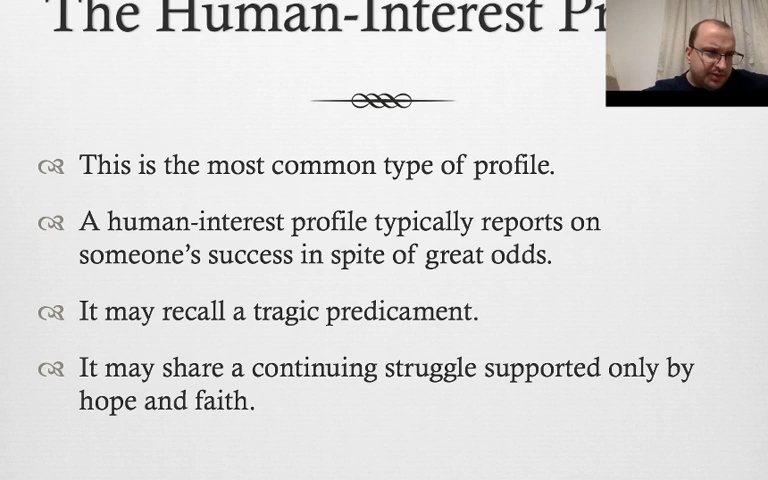 The Human-Interest Pr
This is the most common type of profile.
A human-interest profile typically reports on
someone's success in spite of great odds.
It may recall a tragic predicament.
It may share a continuing struggle supported only by
hope and faith.